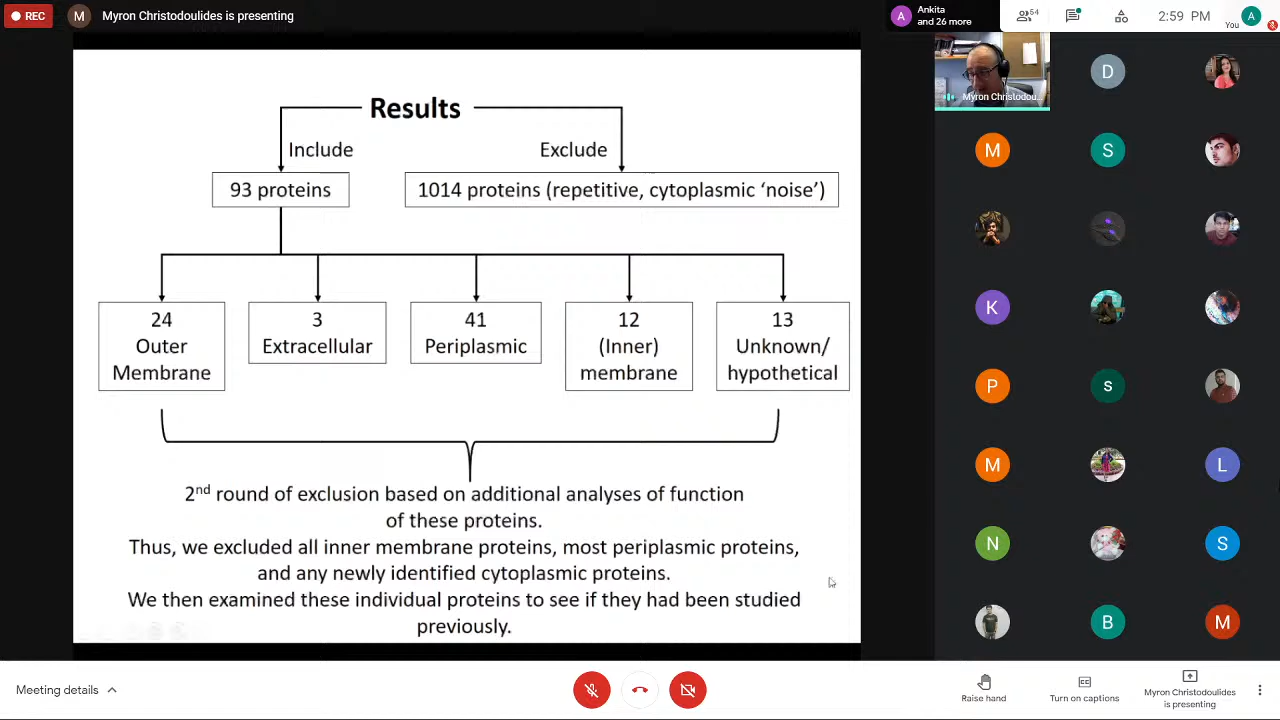 REC
M
Myron Christodoulides is presenting
A
Ankita
and 26 more
54
2:59 PM
You
A
Results
Include
Exclude
93 proteins
1014 proteins (repetitive, cytoplasmic ‘noise’)
24
Outer
Membrane
3
Extracellular
41
Periplasmic
12
(Inner)
membrane
13
Unknown/
hypothetical
2nd round of exclusion based on additional analyses of function
of these proteins.
Thus, we excluded all inner membrane proteins, most periplasmic proteins,
and any newly identified cytoplasmic proteins.
We then examined these individual proteins to see if they had been studied
previously.
Myron Christodou...
D
M
S
K
P
s
M
L
N
S
B
M
Meeting details
Raise hand
Turn on captions
Myron Christodoulides
is presenting